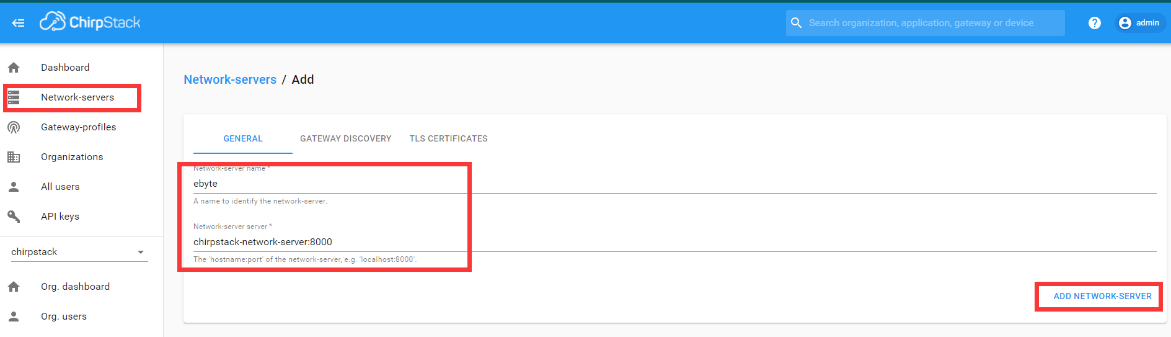 ChirpStack
Search organization, application, gateway or device
?
admin
Dashboard
Network-servers
Gateway-profiles
Organizations
All users
API keys
chirpstack
Org. dashboard
Org. users
Network-servers / Add
GENERAL GATEWAY DISCOVERY TLS CERTIFICATES
Network-server name *
ebyte
A name to identify the network-server.
Network-server server *
chirpstack-network-server:8000
The 'hostname:port' of the network-server, e.g. 'localhost:8000'.
ADD NETWORK-SERVER